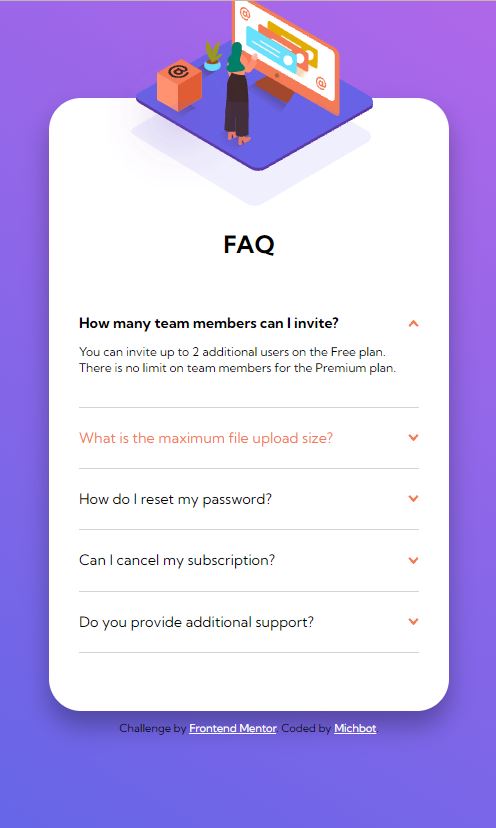 FAQ
How many team members can I invite?
You can invite up to 2 additional users on the Free plan.
There is no limit on team members for the Premium plan.
What is the maximum file upload size?
How do I reset my password?
Can I cancel my subscription?
Do you provide additional support?
Challenge by Frontend Mentor Coded by Michbot